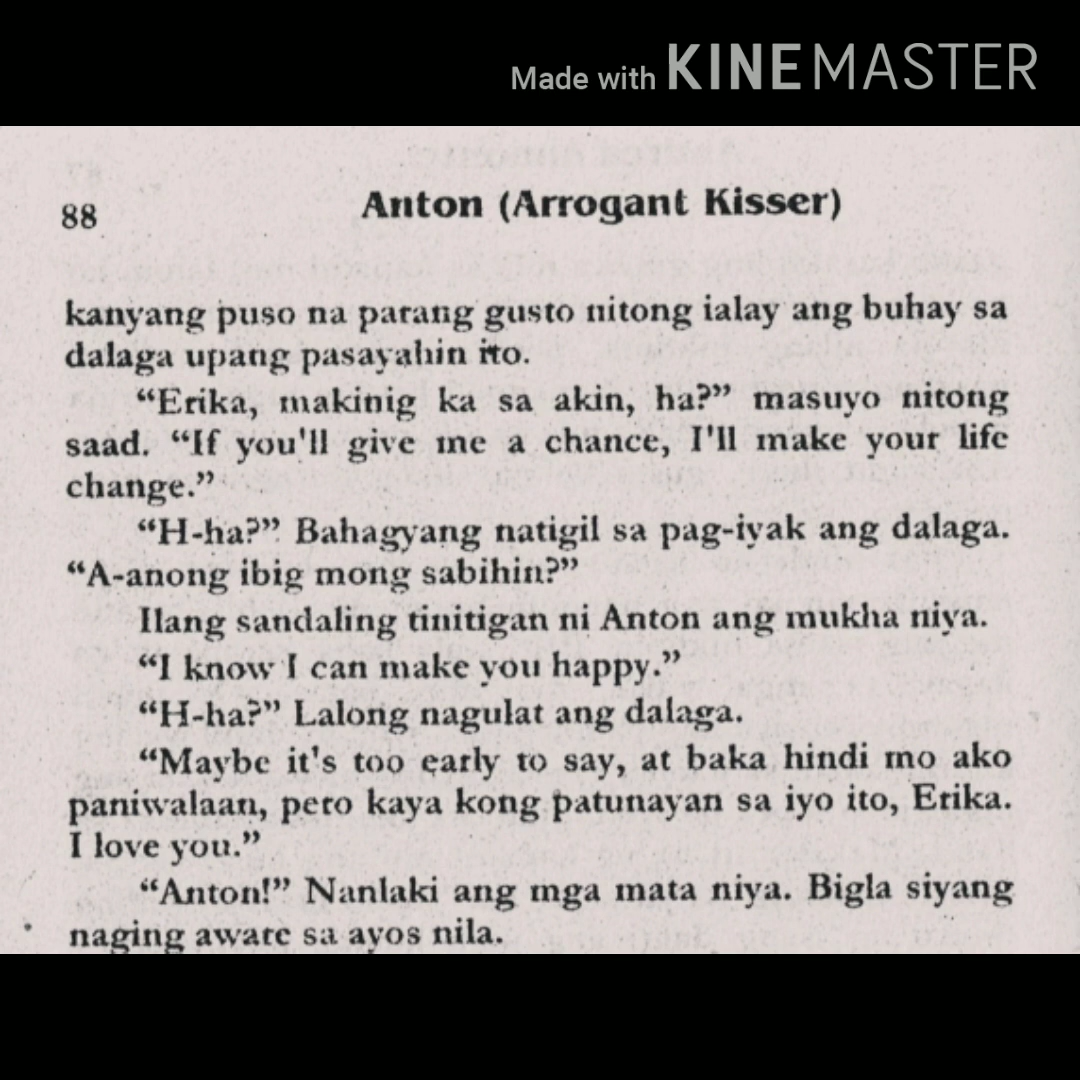 Made with KINEMASTER
88 Anton (Arrogant Kisser)
kanyang puso na parang gusto nitong ialay ang buhay sa
dalaga upang pasayahin ito.
“Erika, makinig ka sa akin, ha?” masuyo nitong
saad. “If you'll give me a chance, I'll make your life
change.”
“H-ha?” Bahagyang natigil sa pag-iyak ang dalaga.
“A-anong ibig mong sabihin?”
Ilang sandaling tinitigan ni Anton ang mukha niya.
“I know I can make you happy.”
“H-ha?” Lalong nagulat ang dalaga.
“Maybe it's too early to say, at baka hindi mo ako
paniwalaan, pero kaya kong patunayan sa iyo ito, Erika.
I love you.”
“Anton!” Nanlaki ang mga mata niya. Bigla siyang
naging aware sa ayos nila.